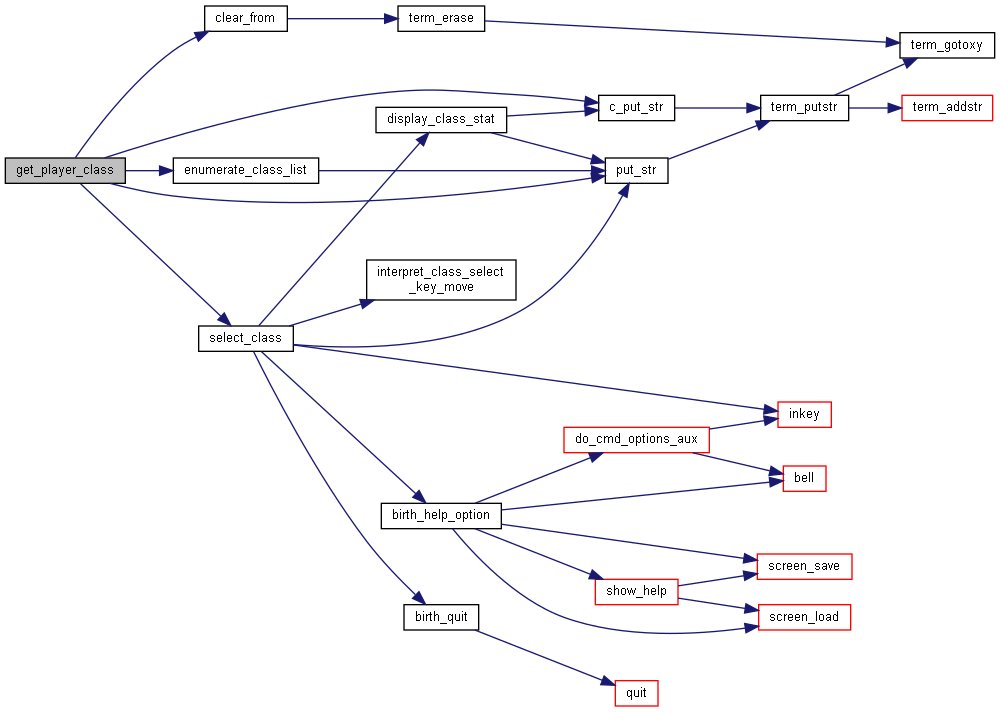 clear_from
term_erase
term_gotoxy
c_put_str
term_putstr
term_addstr
display_class_stat
get_player_class
enumerate_class_list
put_str
interpret_class_select
_key_move
select_class
inkey
do_cmd_options_aux
bell
birth_help_option
screen_save
show_help
screen_load
birth_quit
quit